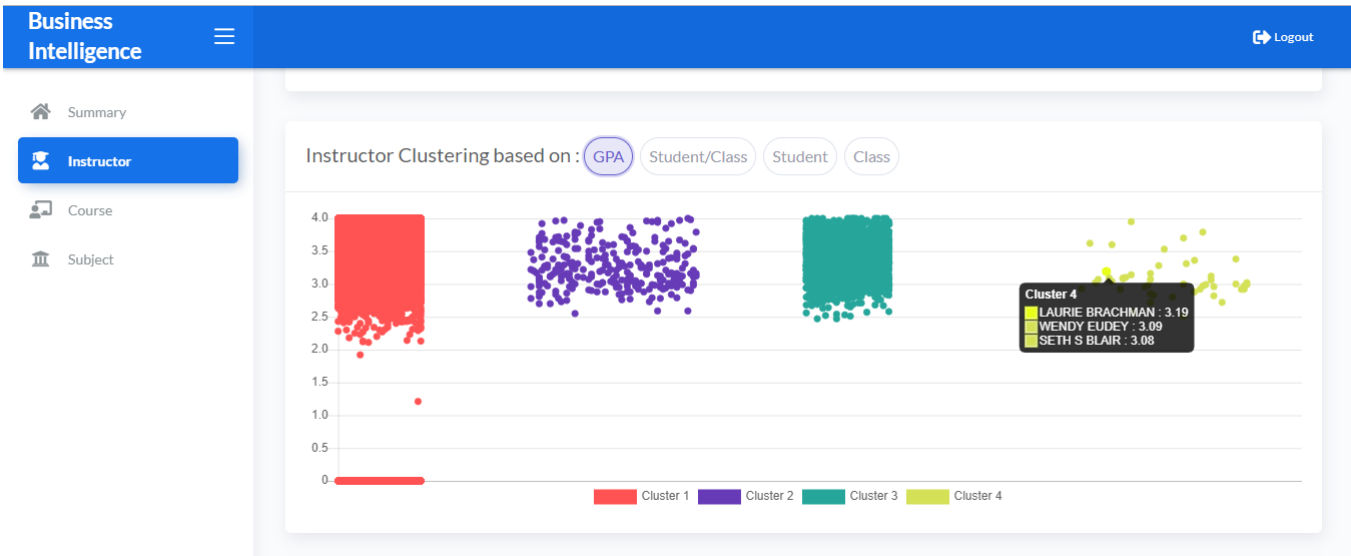 Business
Intelligence
Logout
Summary
Instructor
Course
Subject
Instructor Clustering based on : GPA Student/Class Student Class
4.0
3.5
3.0
2.5
2.0
1.5
1.0
0.5
0
Cluster 4
LAURIE BRACHMAN : 3.19
WENDY EUDEY : 3.09
SETH S BLAIR : 3.08
Cluster 1 Cluster 2 Cluster 3 Cluster 4